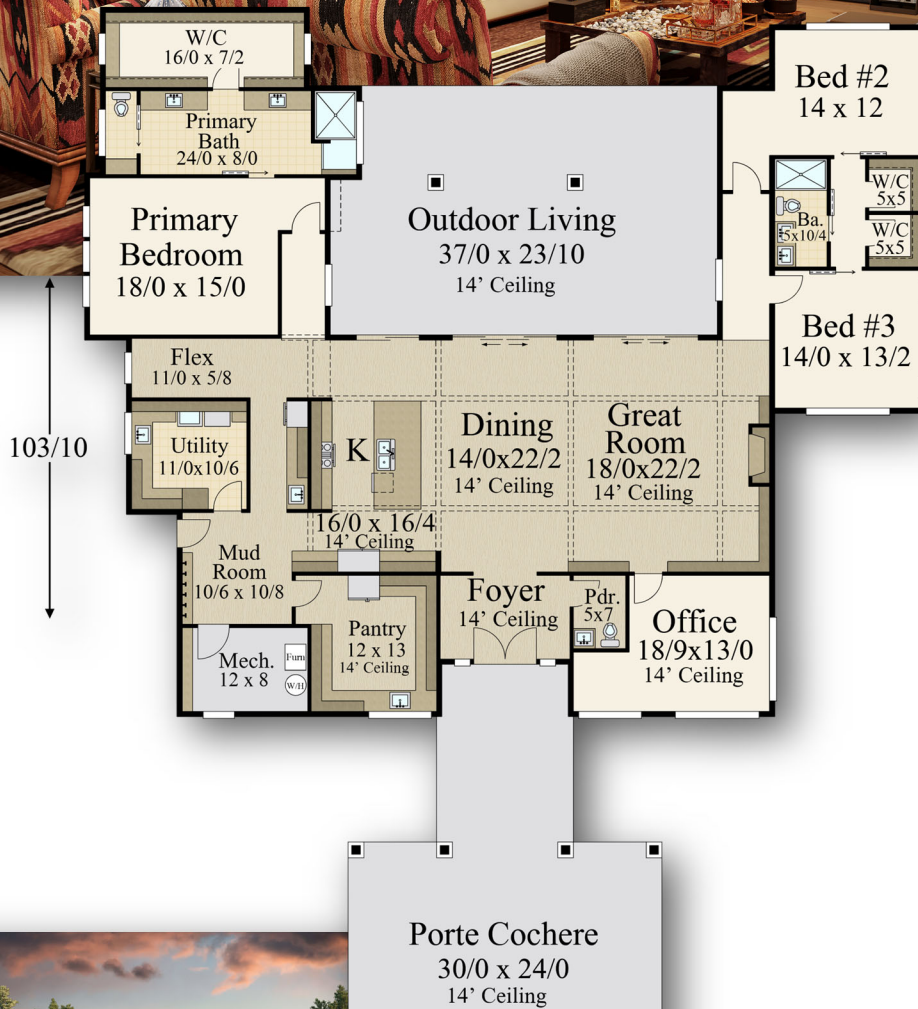 W/C
16/0 x 7/2
Primary
Bath
24/0 x 8/0
Primary
Bedroom
18/0 x 15/0
Outdoor Living
37/0 x 23/10
14' Ceiling
Bed #2
14 x 12
W/C
5x5
Ba.
5x10/4
W/C
5x5
Bed #3
14/0 x 13/2
103/10
Flex
11/0 x 5/8
Utility
11/0x10/6
K
16/0 x 16/4
14' Ceiling
Dining
14/0x22/2
14' Ceiling
Great
Room
18/0x22/2
14' Ceiling
Mud
Room
10/6 x 10/8
Foyer
14' Ceiling
Pdr.
5x7
Office
18/9x13/0
14' Ceiling
Pantry
12 x 13
14' Ceiling
Mech.
12 x 8
Furn
W/H
Porte Cochere
30/0 x 24/0
14' Ceiling